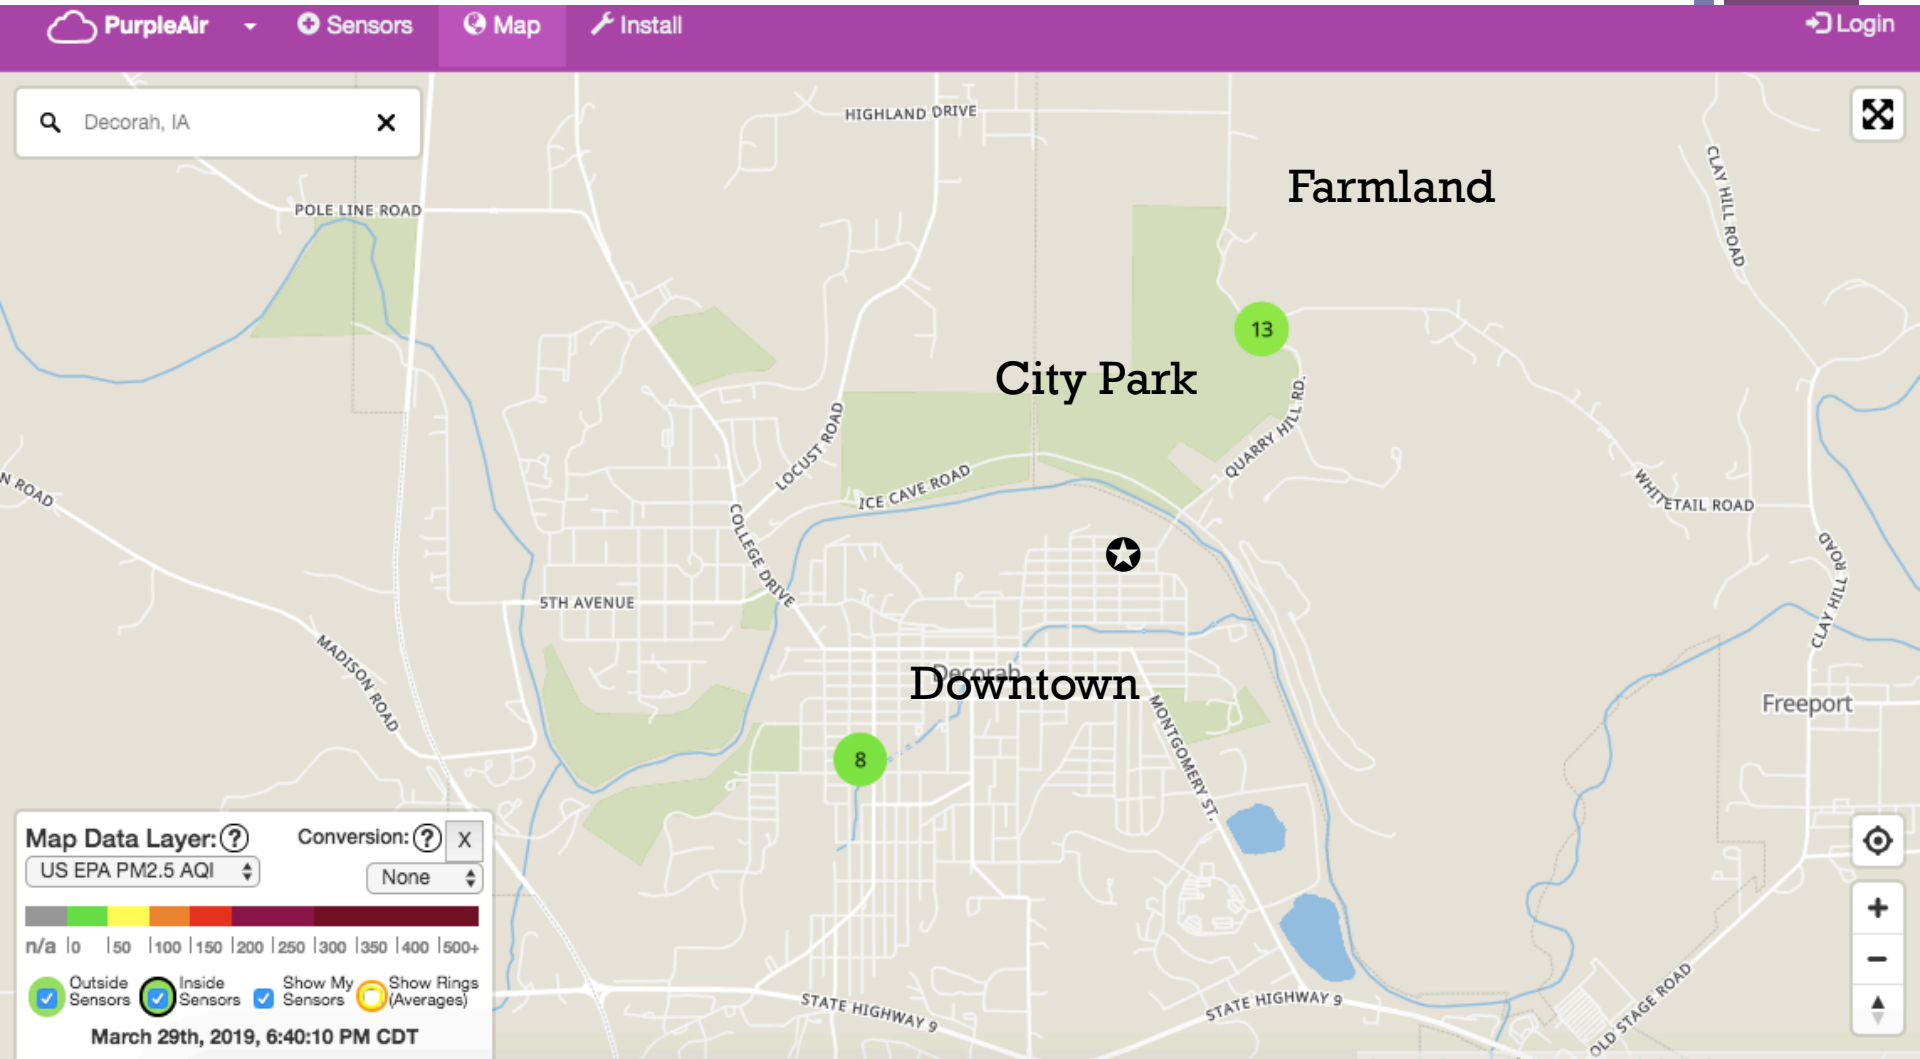 PurpleAir Sensors Map Install Login
Decorah, IA
HIGHLAND DRIVE
Farmland
CLAY HILL ROAD
POLE LINE ROAD
13
City Park
QUARRY HILL RD.
LOCUST ROAD
ICE CAVE ROAD
N ROAD
WHITETAIL ROAD
COLLEGE DRIVE
CLAY HILL ROAD
5TH AVENUE
MADISON ROAD
Decorah
Downtown
MONTGOMERY ST.
Freeport
8
Map Data Layer: ? Conversion: ? X
US EPA PM2.5 AQI None
n/a |0 |50 |100 |150 |200 |250 |300 |350 |400 |500+
Outside Sensors
Inside Sensors
Show My Sensors
Show Rings (Averages)
March 29th, 2019, 6:40:10 PM CDT
STATE HIGHWAY 9
STATE HIGHWAY 9
OLD STAGE ROAD